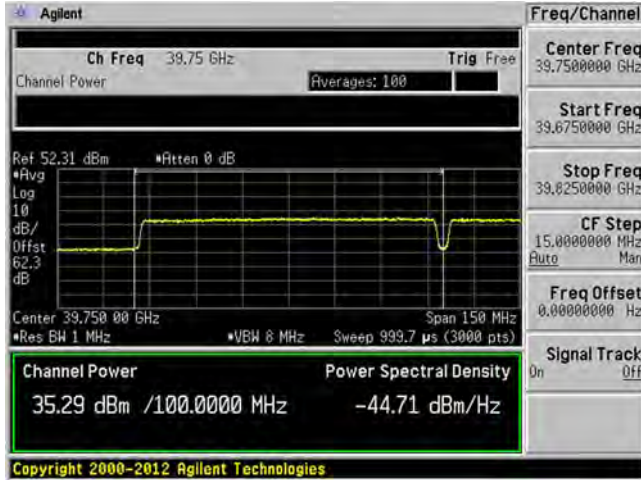 Agilent
Freq/Channel
Ch Freq 39.75 GHz Trig Free
Channel Power Averages: 100
Center Freq
39.7500000 GHz
Start Freq
39.6750000 GHz
Stop Freq
39.8250000 GHz
CF Step
15.0000000 MHz
Auto Man
Freq Offset
0.00000000 Hz
Signal Track
On Off
Ref 52.31 dBm *Atten 0 dB
*Avg
Log
10
dB/
Offst
62.3
dB
Center 39.750 00 GHz Span 150 MHz
*Res BW 1 MHz *VBW 8 MHz Sweep 999.7 µs (3000 pts)
Channel Power Power Spectral Density
35.29 dBm /100.0000 MHz -44.71 dBm/Hz
Copyright 2000-2012 Agilent Technologies